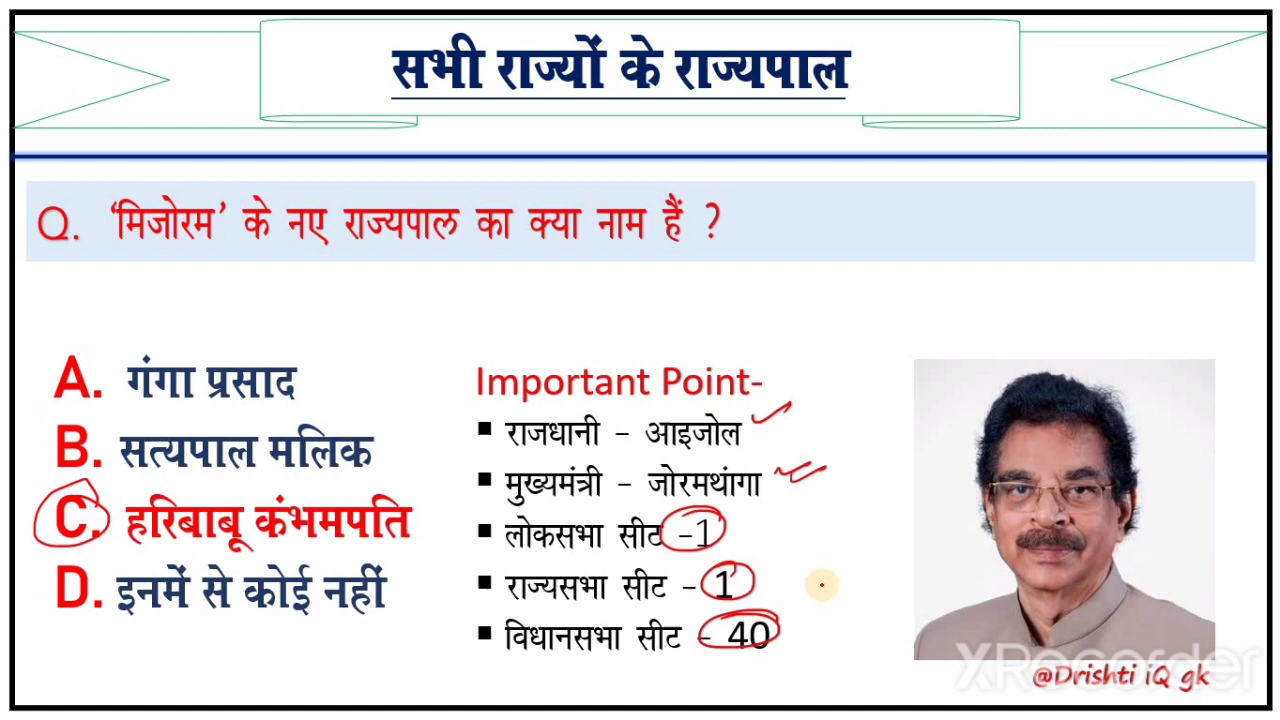 सभी राज्यों के राज्यपाल
Q. ‘मिजोरम’ के नए राज्यपाल का क्या नाम हैं ?
A. गंगा प्रसाद
B. सत्यपाल मलिक
C. हरिबाबू कंभमपति
D. इनमें से कोई नहीं
Important Point-
▪ राजधानी - आइजोल
▪ मुख्यमंत्री - जोरमथांगा
▪ लोकसभा सीट -1
▪ राज्यसभा सीट - 1
▪ विधानसभा सीट - 40
XRecorder
@Drishti iQ gk